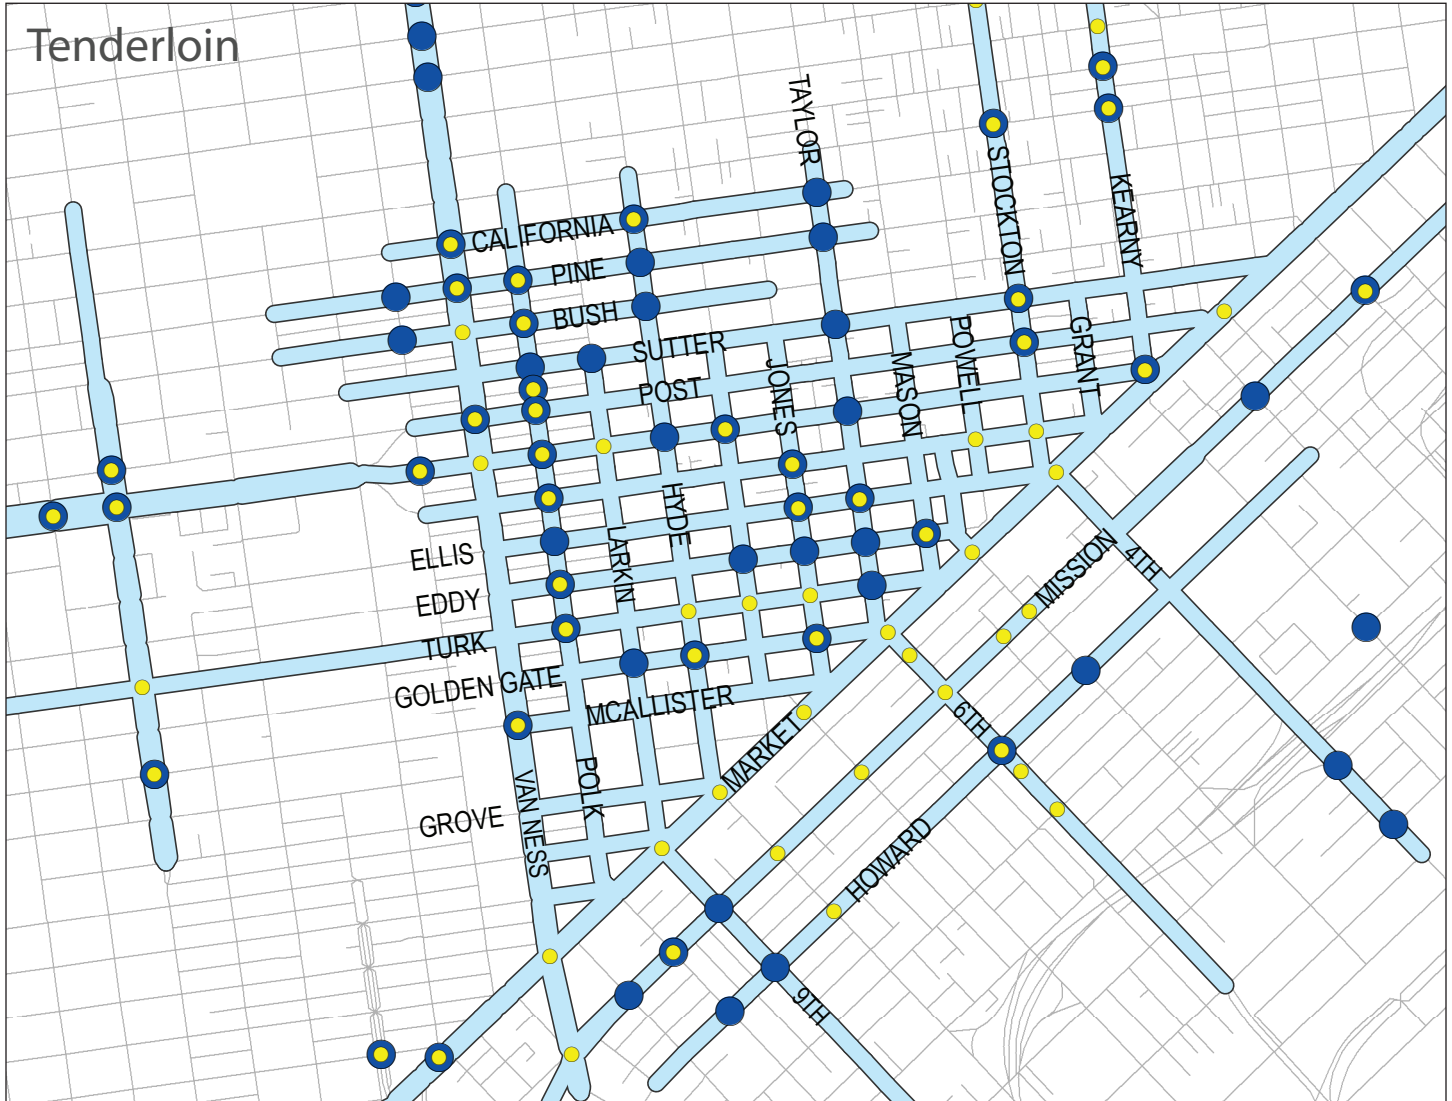 Tenderloin
TAYLOR
STOCKTON
KEARNY
CALIFORNIA
PINE
BUSH
SUTTER
POST
JONES
MASON
POWELL
GRANT
HYDE
LARKIN
ELLIS
EDDY
TURK
GOLDEN GATE
MCALLISTER
MISSION
4TH
6TH
MARKET
VAN NESS
POLK
GROVE
HOWARD
9TH